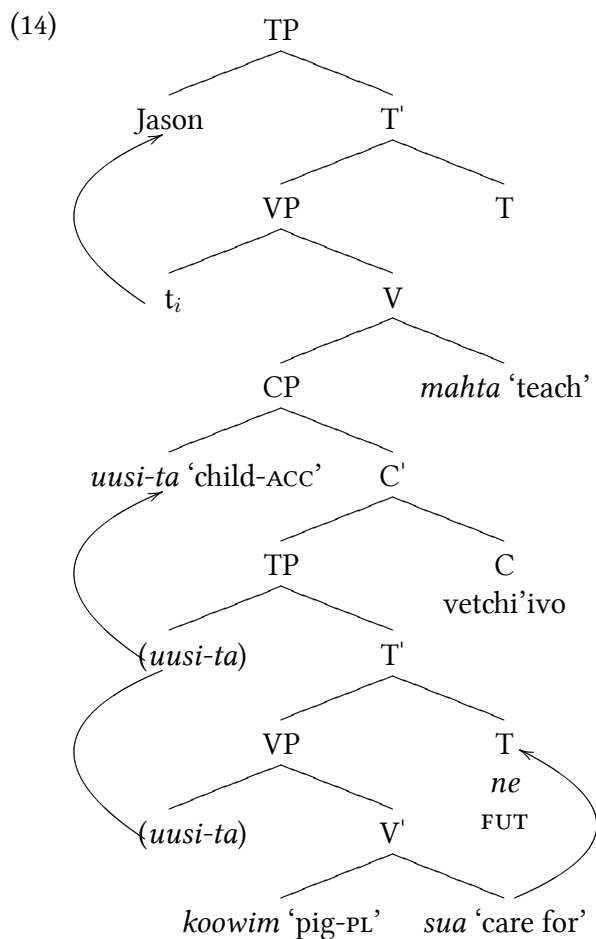 (14)
TP
Jason T'
VP T
tᵢ V
CP mahta ‘teach’
uusi-ta ‘child-ACC’ C'
TP C
vetchi’ivo
(uusi-ta) T'
VP T
ne
(uusi-ta) V' FUT
koowim ‘pig-PL’ sua ‘care for’